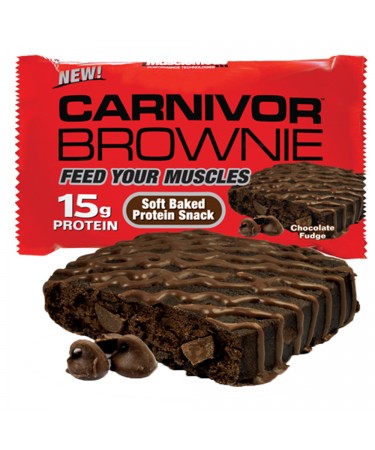 NEW!
CARNIVOR
BROWNIE
FEED YOUR MUSCLES
15g
PROTEIN
Soft Baked
Protein Snack
Chocolate
Fudge